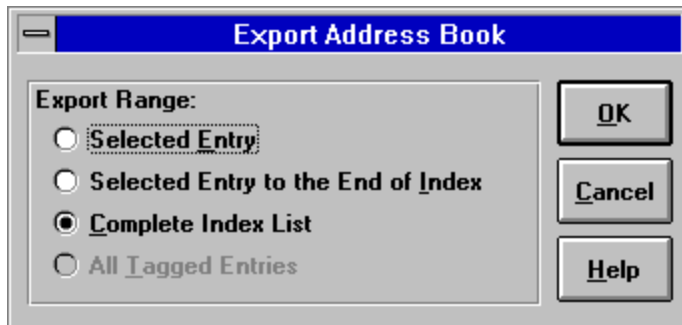 Export Address Book
Export Range:
Selected Entry
Selected Entry to the End of Index
Complete Index List
All Tagged Entries
OK
Cancel
Help